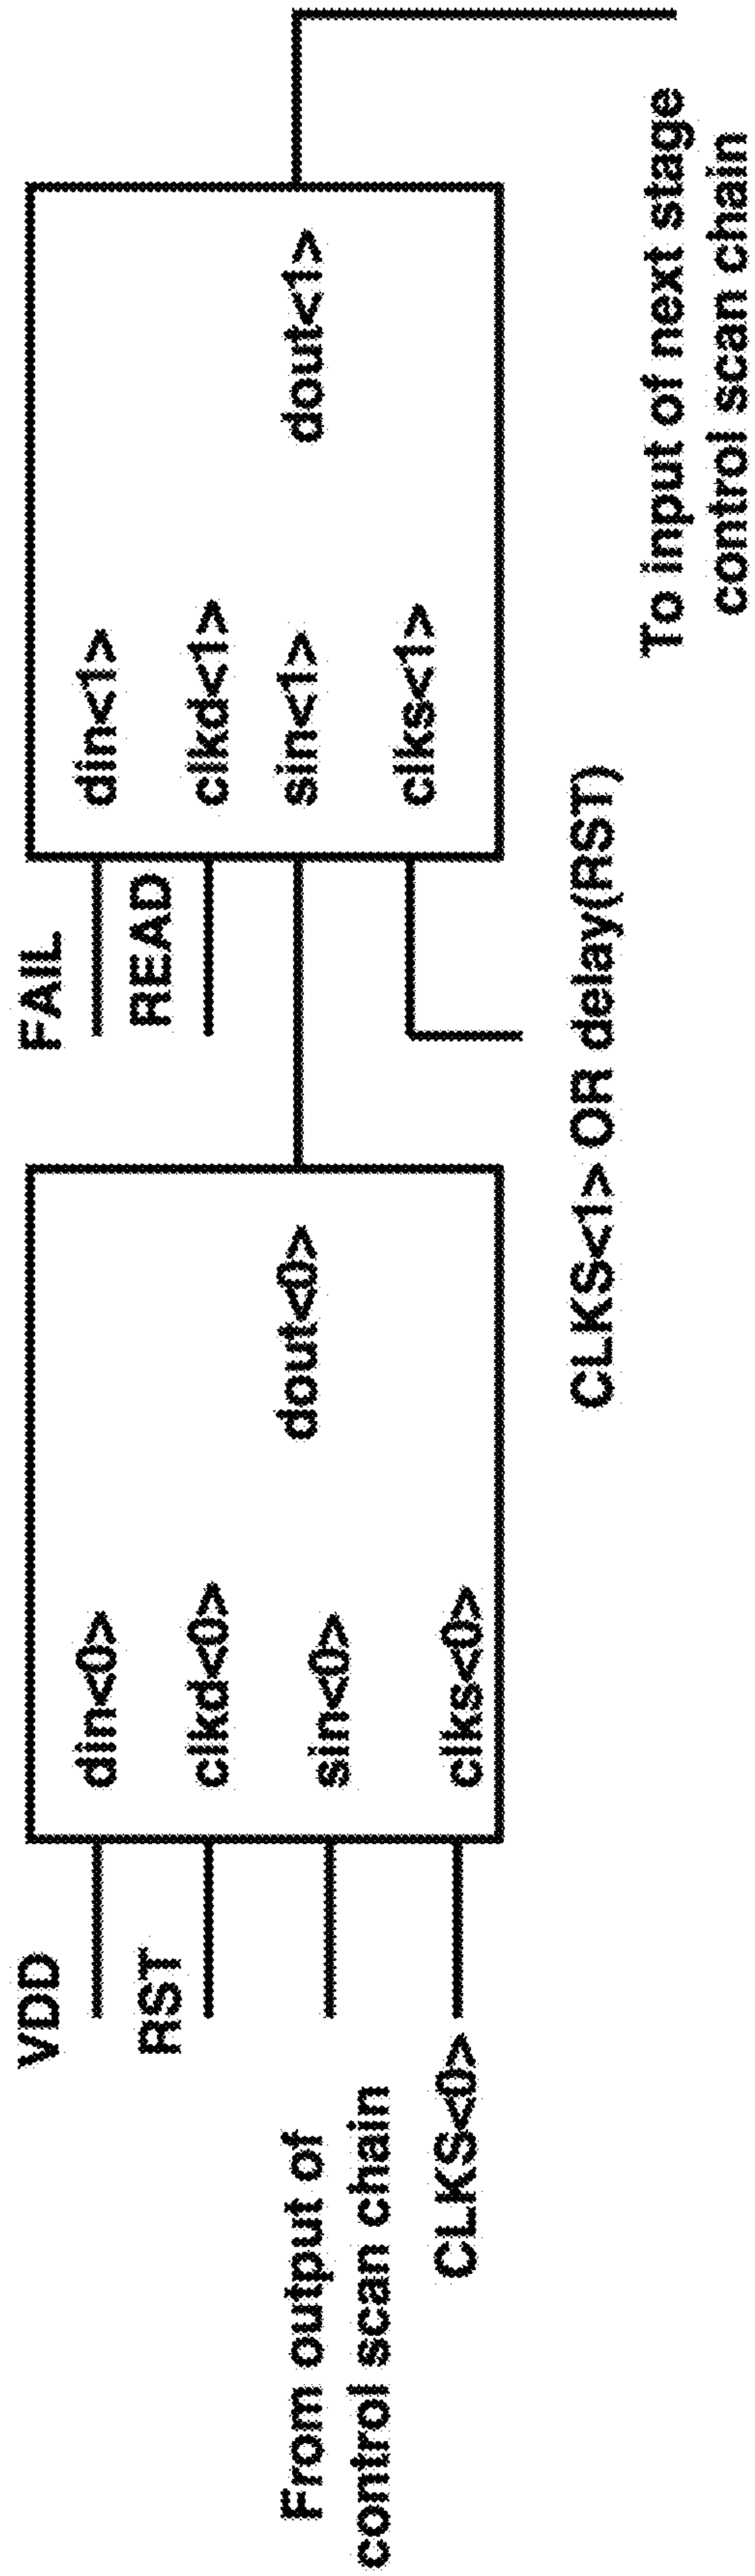 VDD
RST
From output of
control scan chain
CLKS<0>
din<0>
clkd<0>
sin<0>
clks<0>
dout<0>
FAIL
READ
CLKS<1> OR delay(RST)
din<1>
clkd<1>
sin<1>
clks<1>
dout<1>
To input of next stage
control scan chain